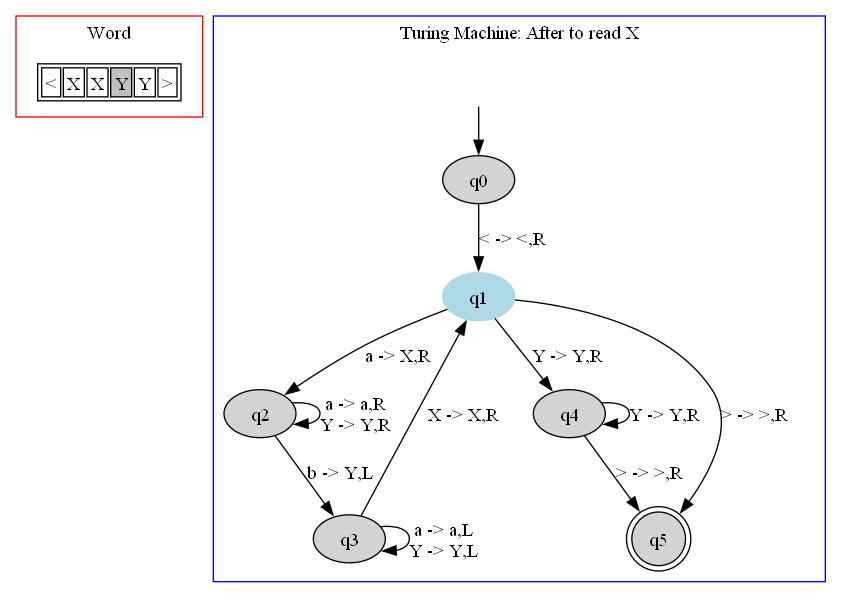 Word
< X X Y Y >
Turing Machine: After to read X
q0
< -> <,R
q1
a -> X,R
Y -> Y,R
q2
a -> a,R
Y -> Y,R
X -> X,R
q4
Y -> Y,R
> -> >,R
b -> Y,L
> -> >,R
q3
a -> a,L
Y -> Y,L
q5